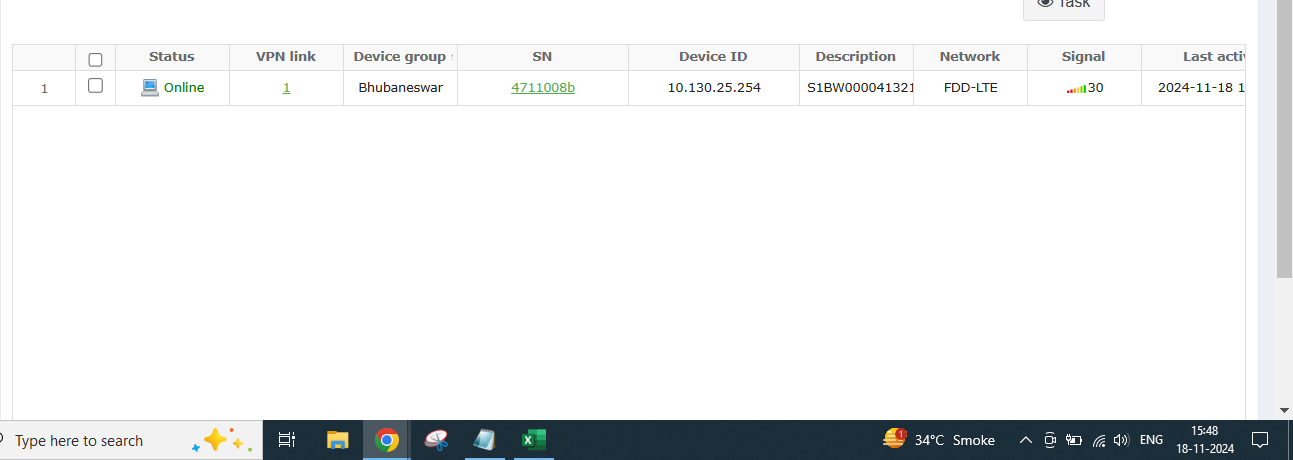 Task
Status VPN link Device group SN Device ID Description Network Signal Last activ
1 Online 1 Bhubaneswar 4711008b 10.130.25.254 S1BW000041321 FDD-LTE 30 2024-11-18 1
Type here to search 1 34°C Smoke ENG 15:48
18-11-2024